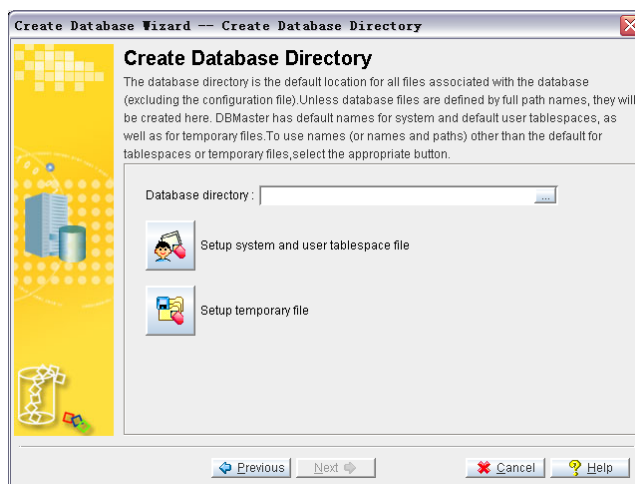 Create Database Wizard -- Create Database Directory
Create Database Directory
The database directory is the default location for all files associated with the database
(excluding the configuration file).Unless database files are defined by full path names, they will
be created here. DBMaster has default names for system and default user tablespaces, as
well as for temporary files.To use names (or names and paths) other than the default for
tablespaces or temporary files,select the appropriate button.
Database directory :
...
Setup system and user tablespace file
Setup temporary file
Previous
Next
Cancel
Help